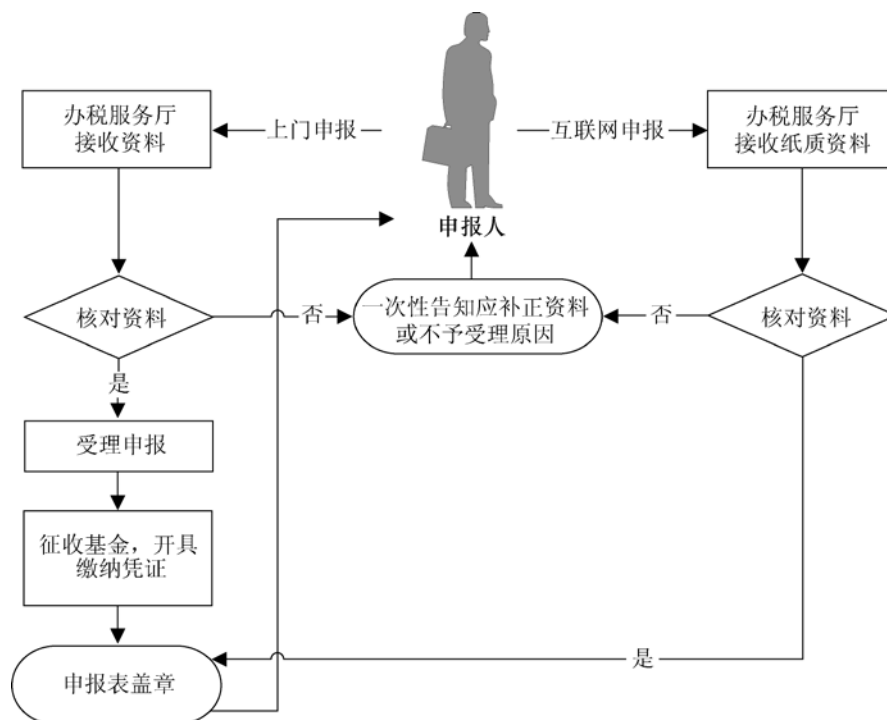 办税服务厅
接收资料
上门申报
互联网申报
办税服务厅
接收纸质资料
申报人
核对资料
否
一次性告知应补正资料
或不予受理原因
否
核对资料
是
受理申报
征收基金，开具
缴纳凭证
申报表盖章
是